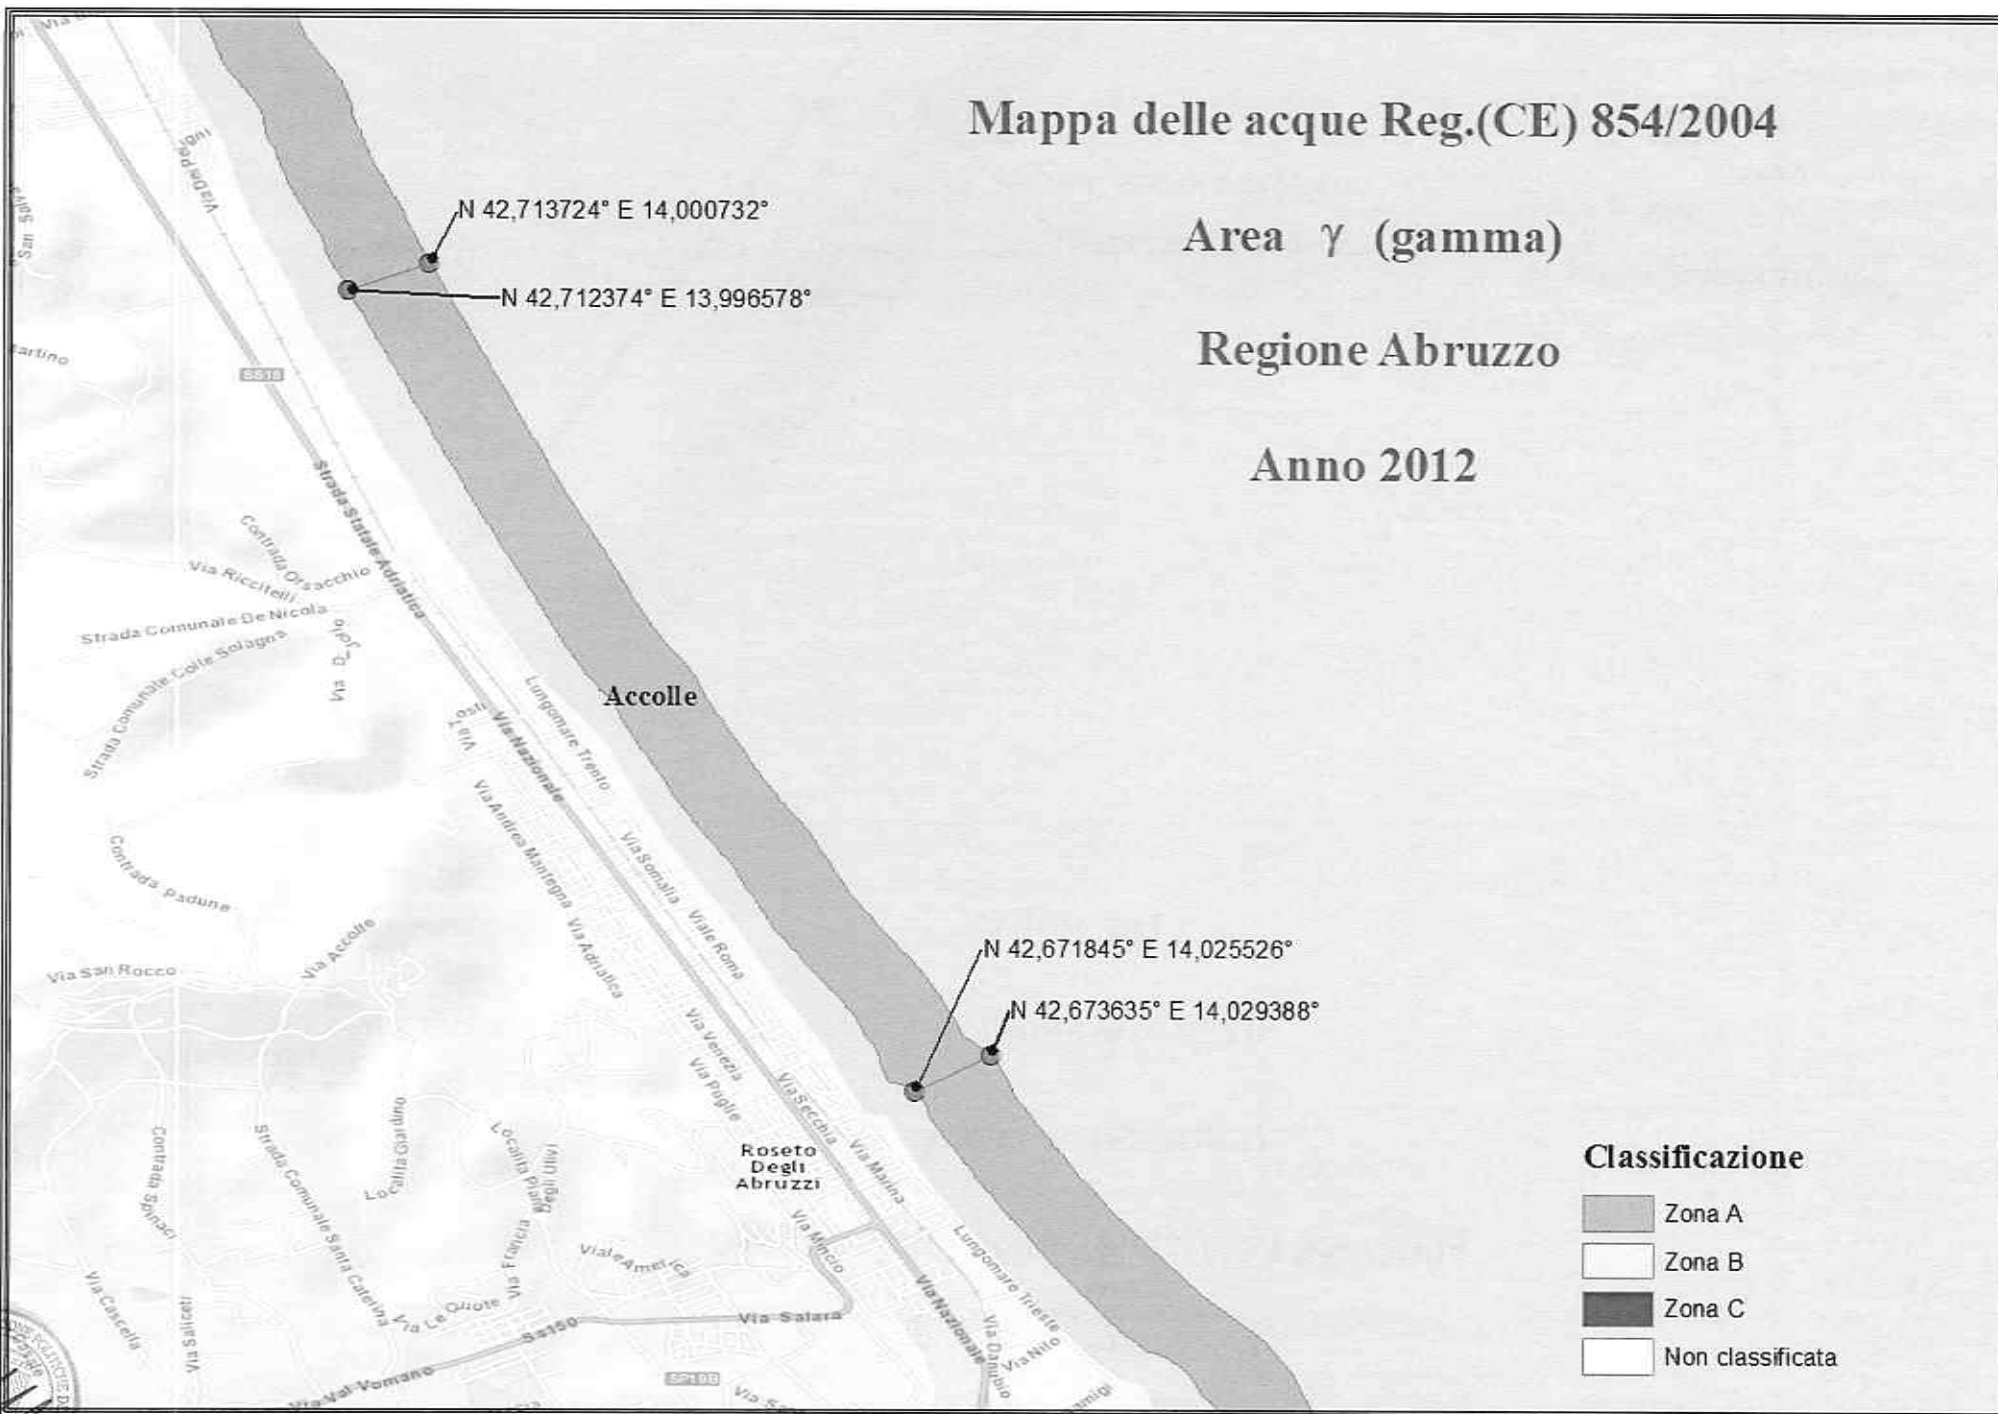 Mappa delle acque Reg.(CE) 854/2004
Area γ (gamma)
Regione Abruzzo
Anno 2012
N 42,713724° E 14,000732°
N 42,712374° E 13,996578°
SS16
Strada Statale Adriatica
Contrada Orsacchio
Via Riccitelli
Strada Comunale De Nicola
Strada Comunale Colle Solagna
Accolle
Lungomare Trento
Via Nazionale
Via Andrea Mantegna
Via Somalia
Viale Roma
Via Adriatica
Contrada Padune
Via Accolle
Via San Rocco
N 42,671845° E 14,025526°
N 42,673635° E 14,029388°
Via Venezia
Via Puglie
Via Secchia
Via Marina
Roseto
Degli
Abruzzi
Località Giardino
Località Piana
Degli Ulivi
Contrada Spinaci
Strada Comunale Santa Caterina
Via Francia
Viale America
Via Mincio
Lungomare Trieste
Via Cascella
Via Saliceti
Via Le Quote
SS150
Via Salara
Via Nazionale
Via Danubio
Via Nilo
Via Val Vomano
SP19B
Classificazione
Zona A
Zona B
Zona C
Non classificata